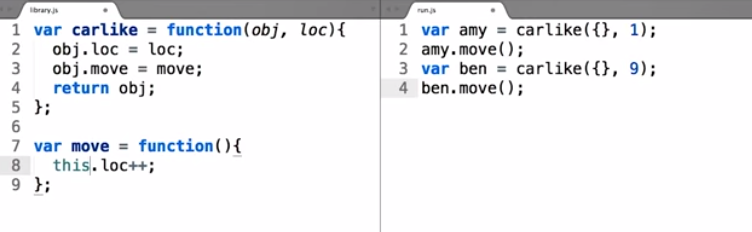 library.js
1 var carlike = function(obj, loc){
2   obj.loc = loc;
3   obj.move = move;
4   return obj;
5 };
6
7 var move = function(){
8   this.loc++;
9 };
run.js
1 var amy = carlike({}, 1);
2 amy.move();
3 var ben = carlike({}, 9);
4 ben.move();